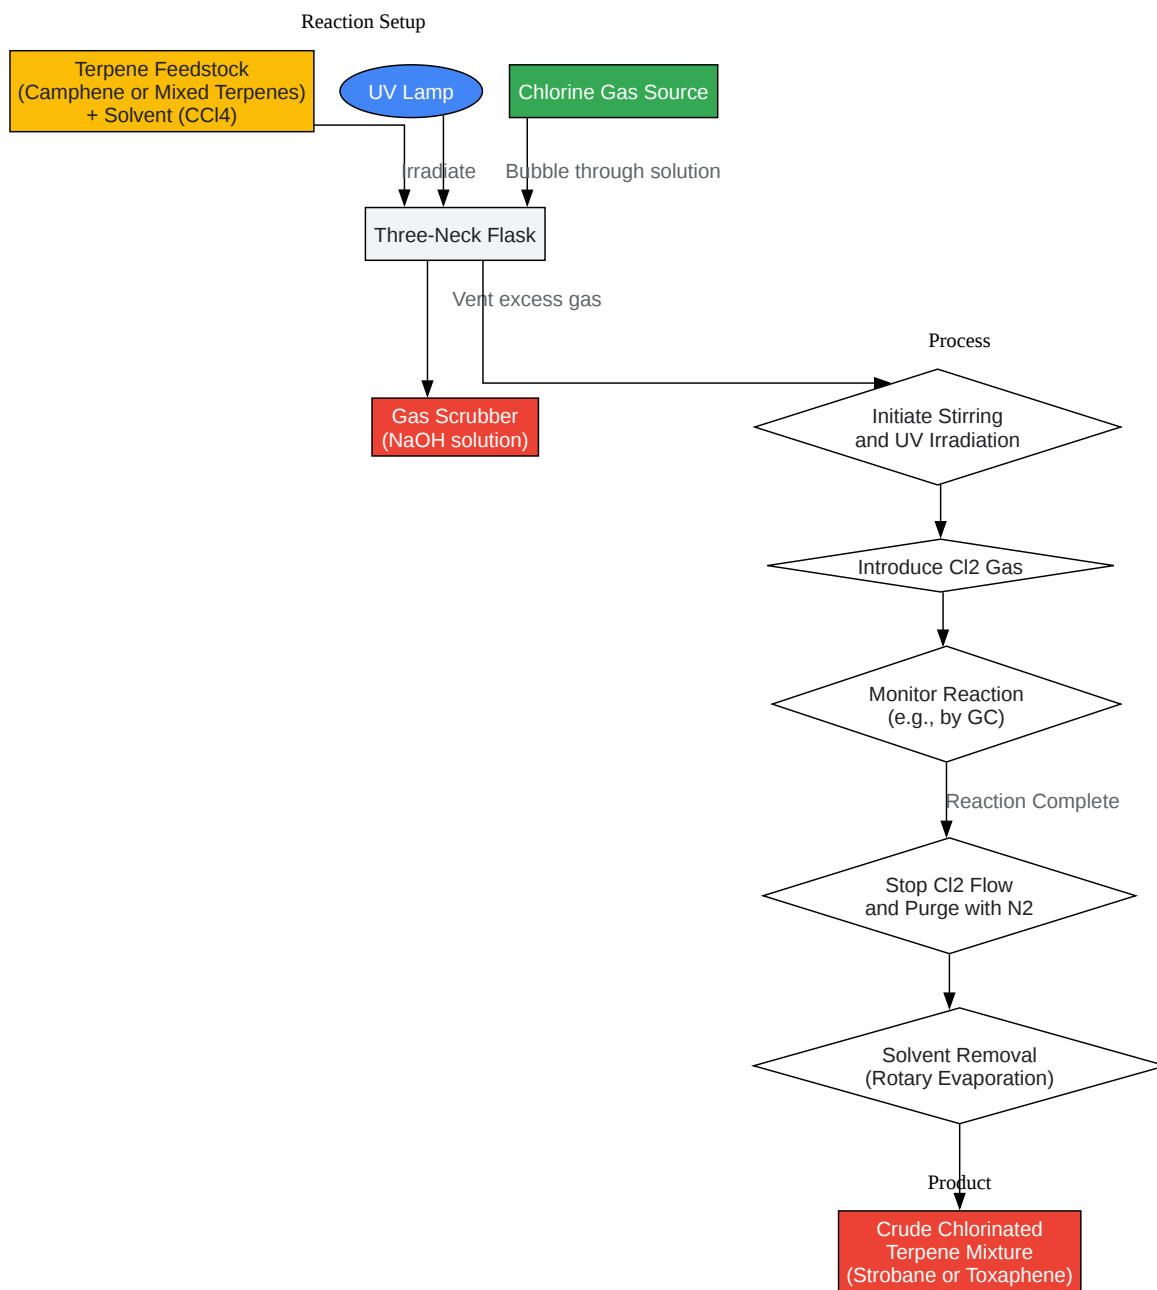 Reaction Setup
Terpene Feedstock
(Camphene or Mixed Terpenes)
+ Solvent (CCl4)
UV Lamp
Chlorine Gas Source
Irradiate
Bubble through solution
Three-Neck Flask
Vent excess gas
Gas Scrubber
(NaOH solution)
Process
Initiate Stirring
and UV Irradiation
Introduce Cl2 Gas
Monitor Reaction
(e.g., by GC)
Reaction Complete
Stop Cl2 Flow
and Purge with N2
Solvent Removal
(Rotary Evaporation)
Product
Crude Chlorinated
Terpene Mixture
(Strobane or Toxaphene)